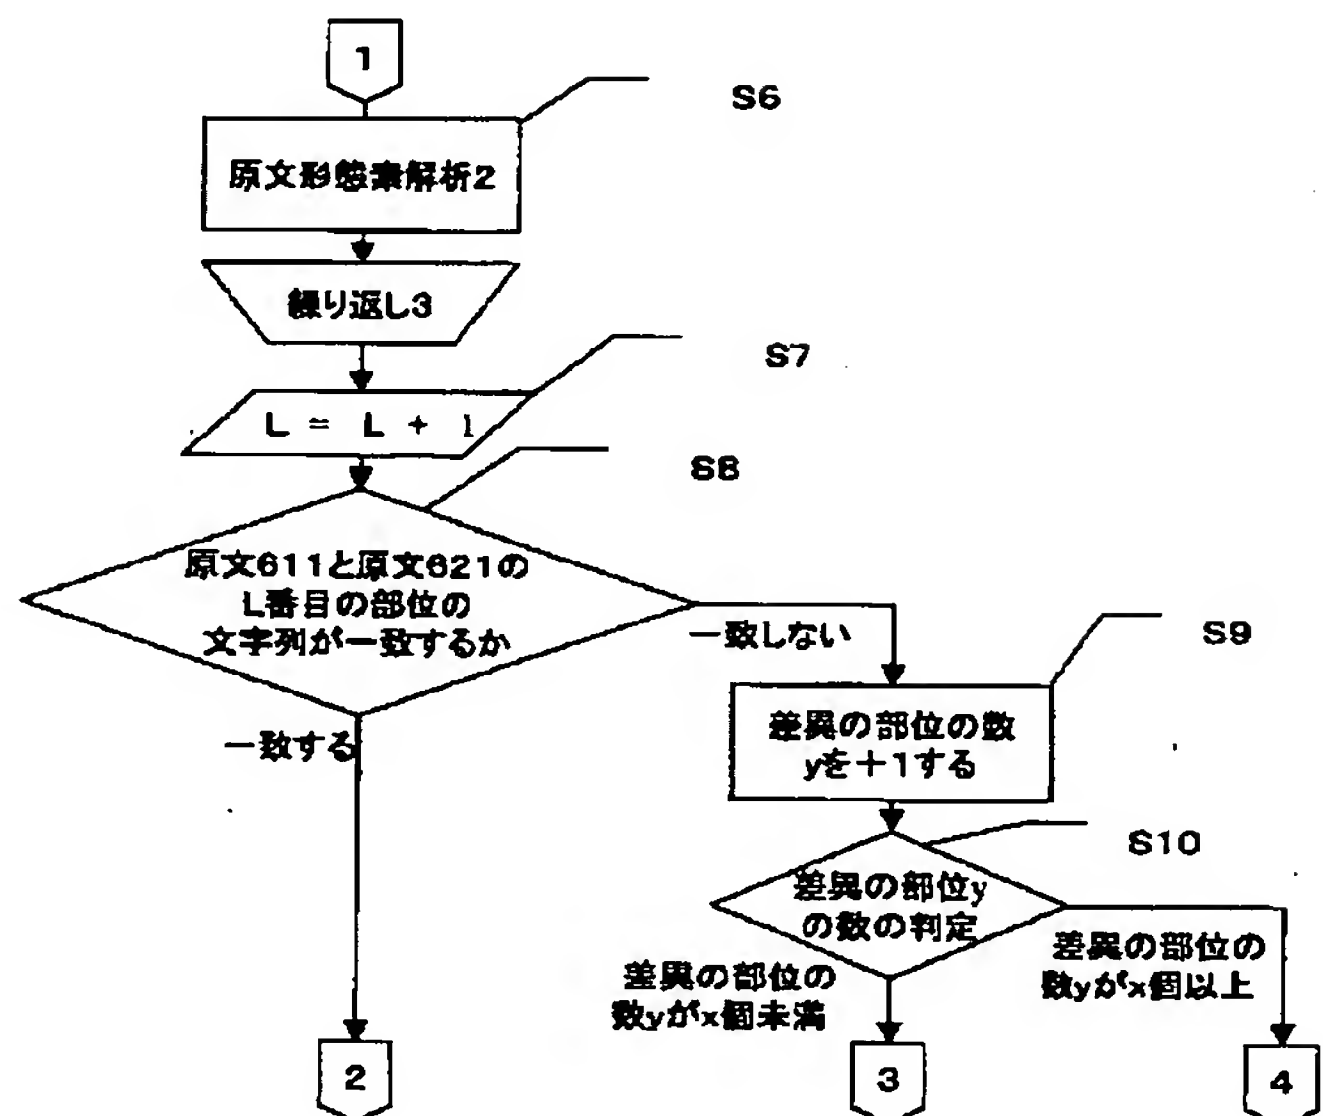 1
S6
原文形態素解析2
繰り返し3
S7
L = L + 1
S8
原文611と原文621の
L番目の部位の
文字列が一致するか
一致しない
S9
一致する
差異の部位の数
yを+1する
S10
差異の部位y
の数の判定
差異の部位の
数yがx個以上
差異の部位の
数yがx個未満
2
3
4